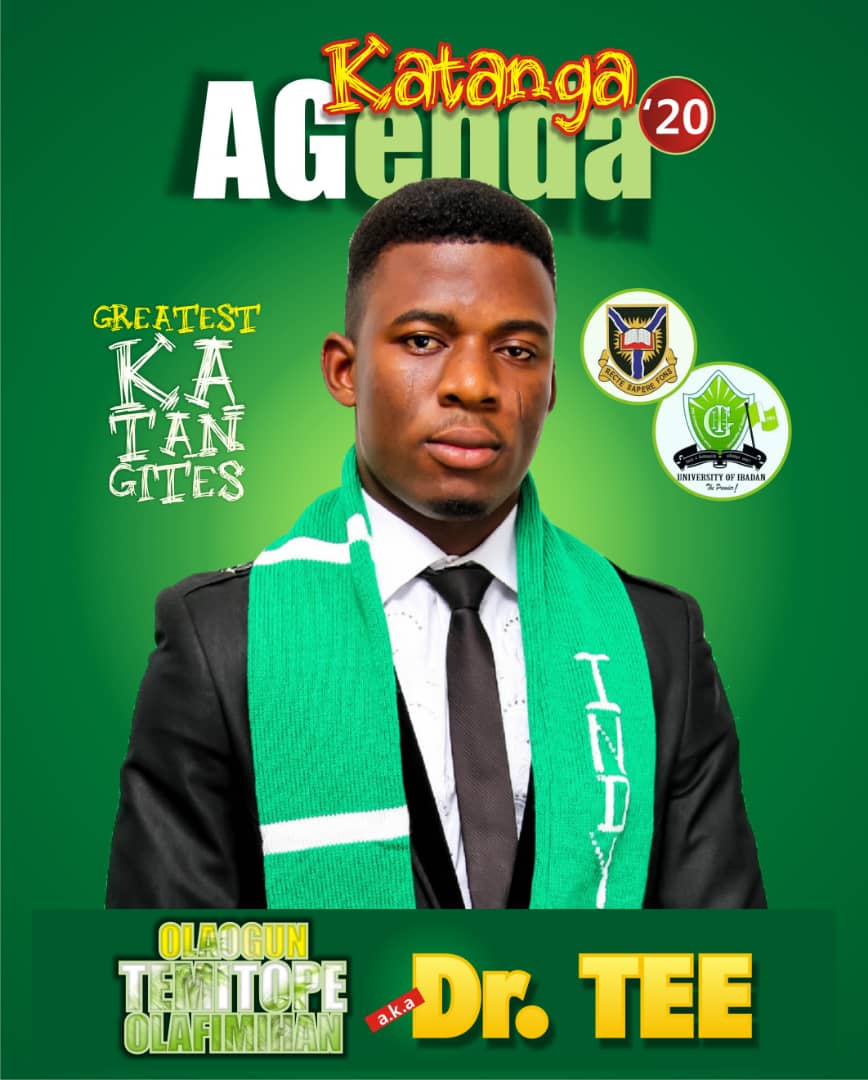 Katanga
AGenda
‘20
GREATEST
KA
TAN
GITES
RECTE SAPERE FONS
UNIVERSITY OF IBADAN
The Premier!
INDY
OLAOGUN
TEMITOPE
OLAFIMIHAN
a.k.a
Dr. TEE